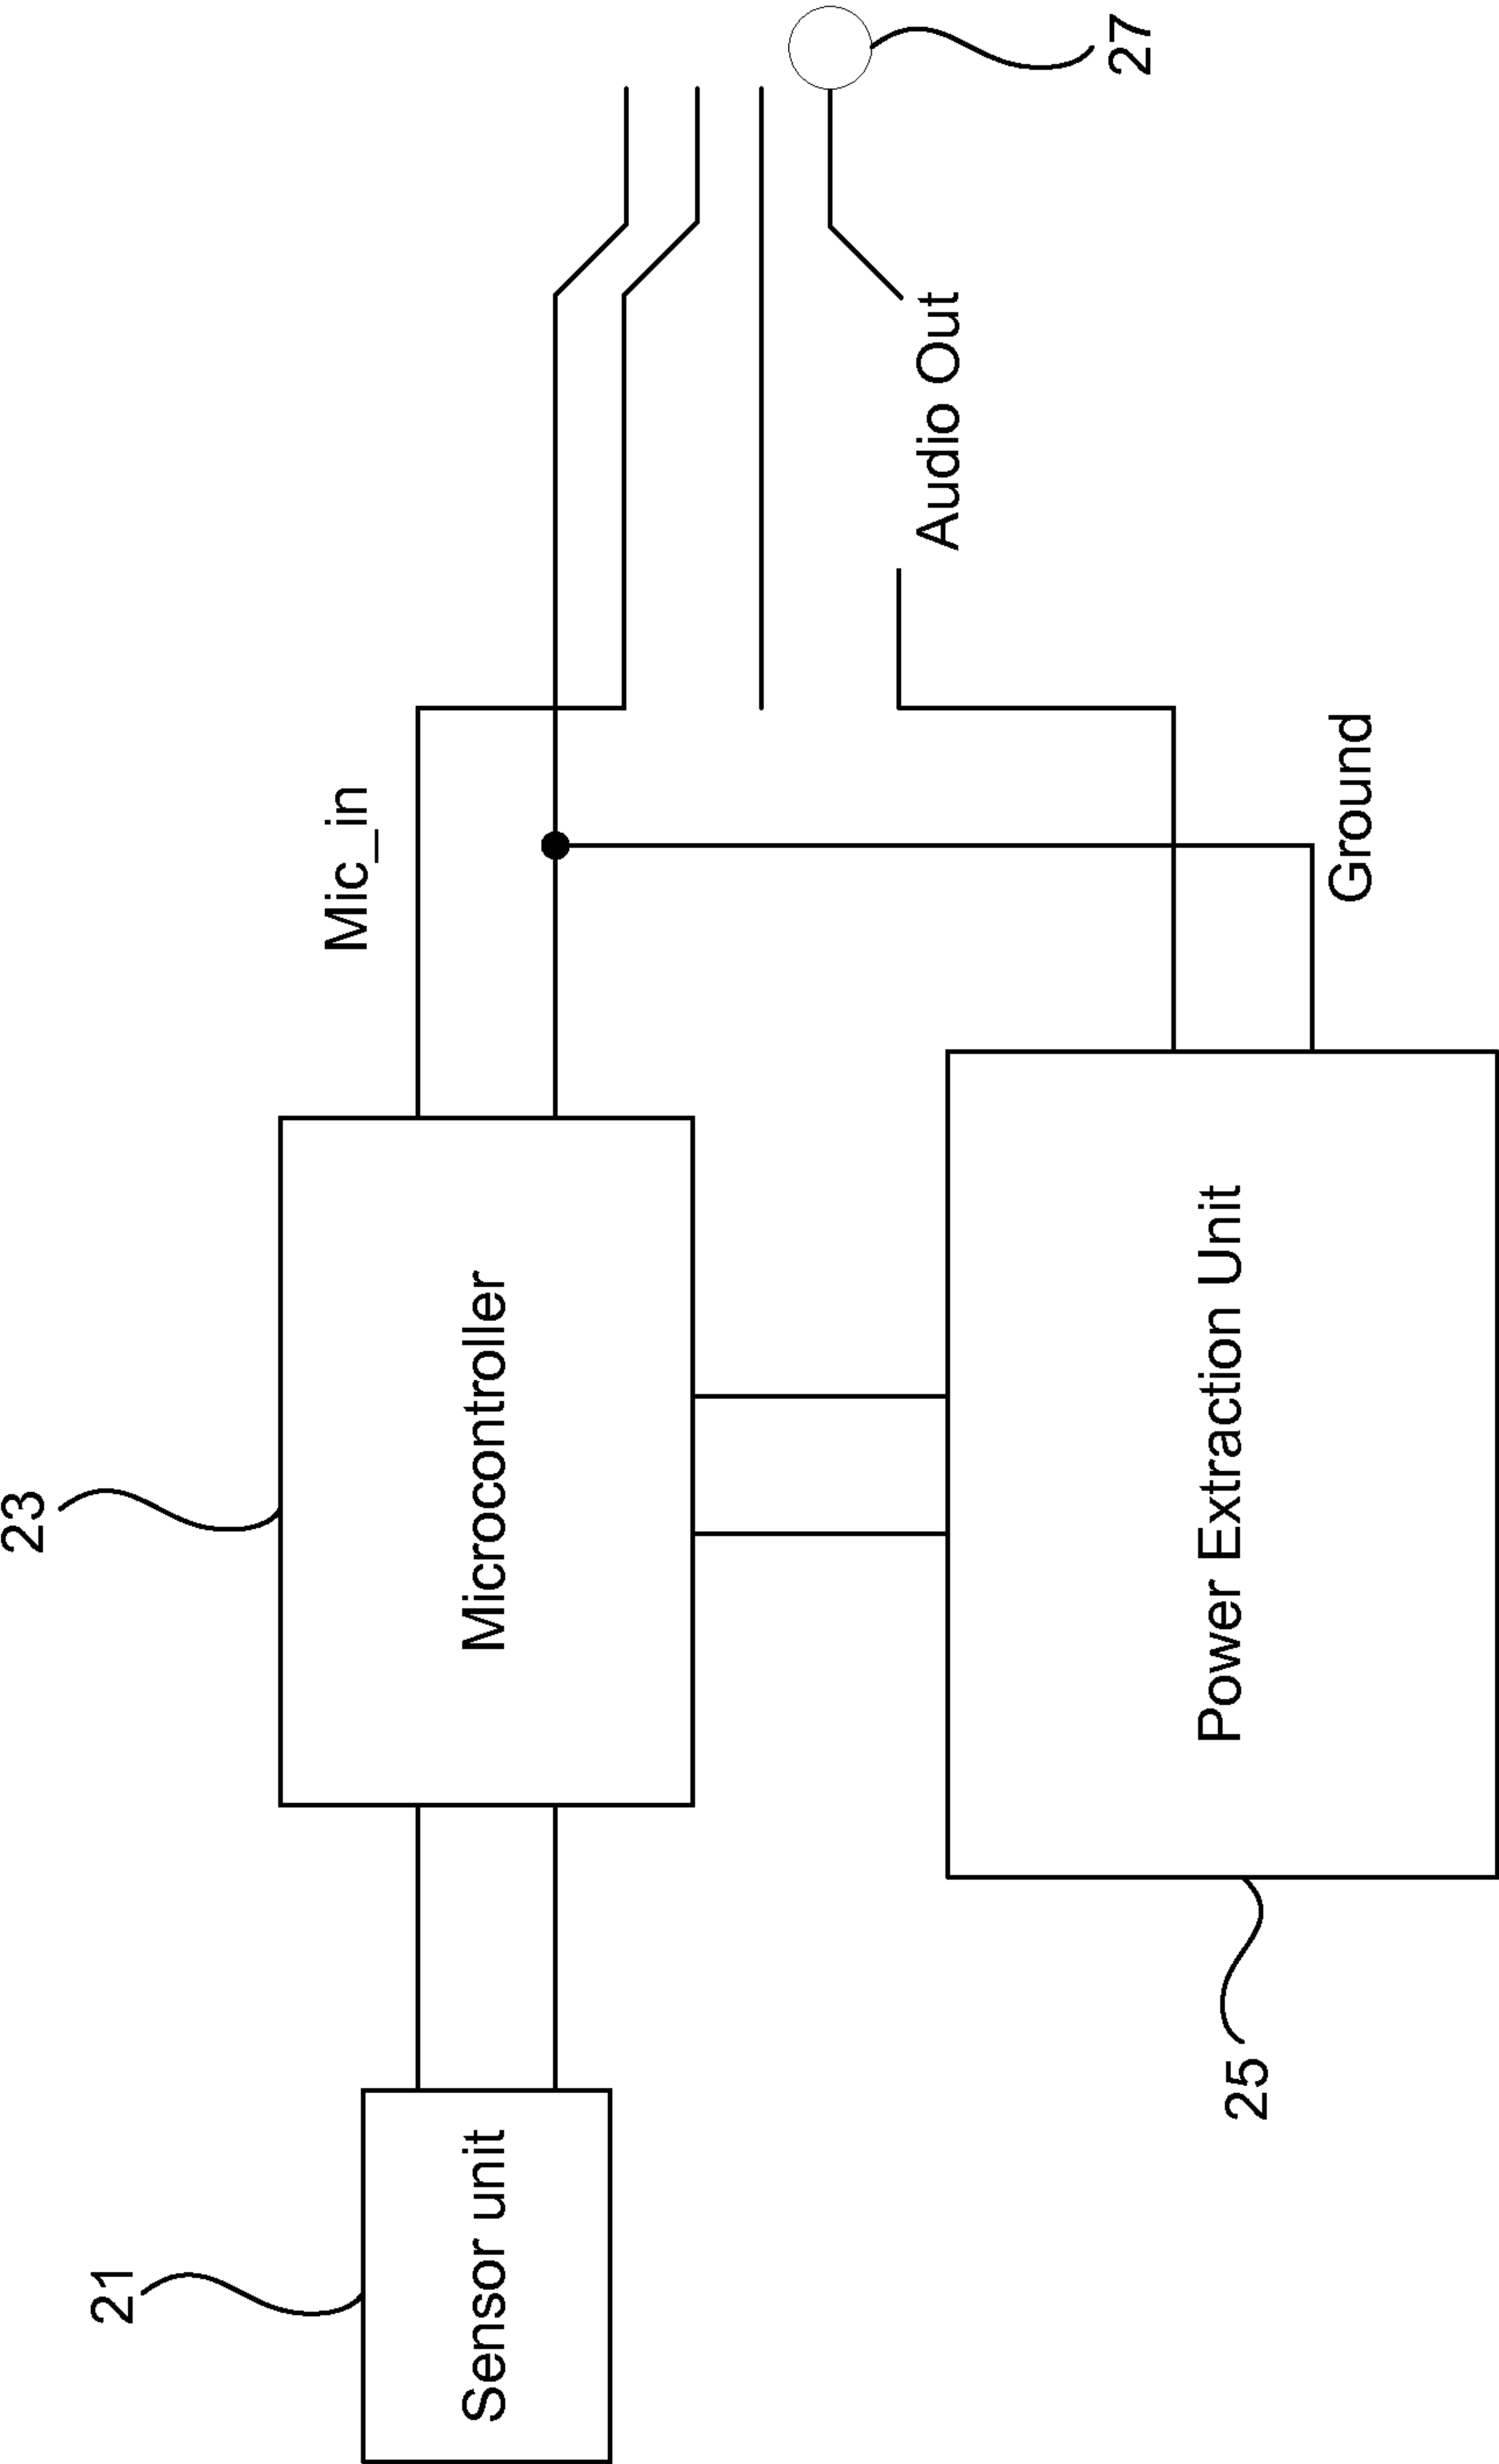 23
21
Mic_in
Sensor unit
Microcontroller
Audio Out
27
Power Extraction Unit
Ground
25